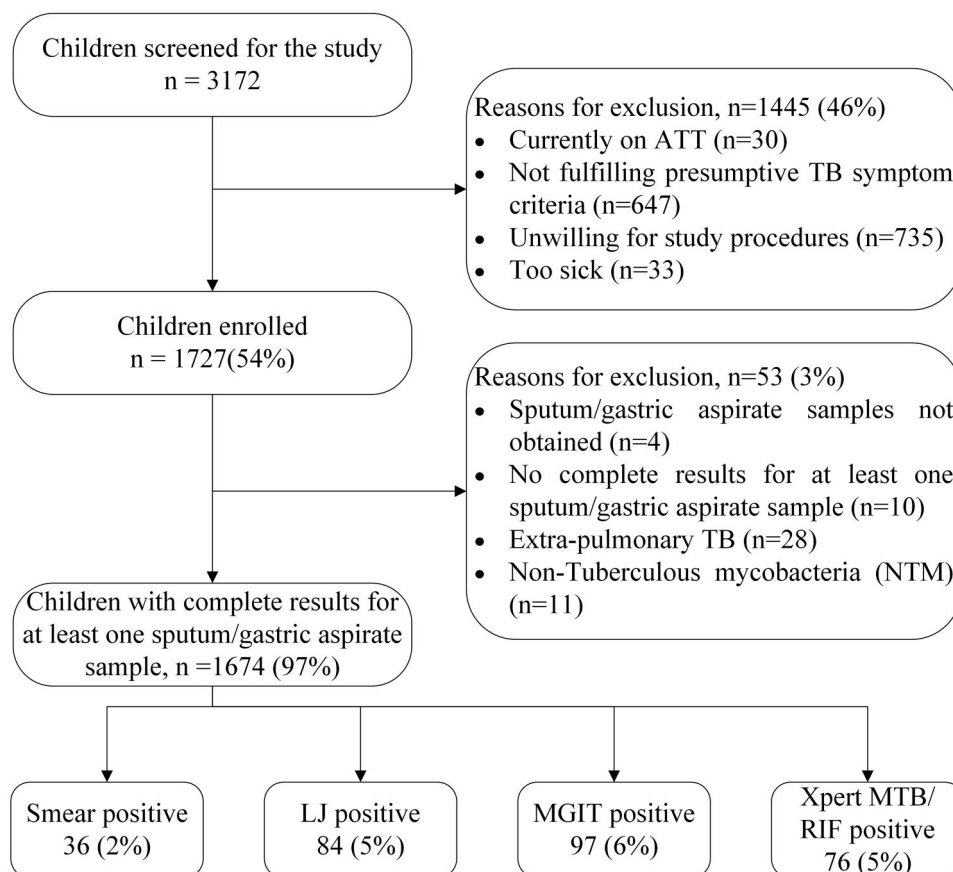 Children screened for the study
n = 3172
Reasons for exclusion, n=1445 (46%)
• Currently on ATT (n=30)
• Not fulfilling presumptive TB symptom
criteria (n=647)
• Unwilling for study procedures (n=735)
• Too sick (n=33)
Children enrolled
n = 1727(54%)
Reasons for exclusion, n=53 (3%)
• Sputum/gastric aspirate samples not
obtained (n=4)
• No complete results for at least one
sputum/gastric aspirate sample (n=10)
• Extra-pulmonary TB (n=28)
• Non-Tuberculous mycobacteria (NTM)
(n=11)
Children with complete results for
at least one sputum/gastric aspirate
sample, n =1674 (97%)
Smear positive
36 (2%)
LJ positive
84 (5%)
MGIT positive
97 (6%)
Xpert MTB/
RIF positive
76 (5%)